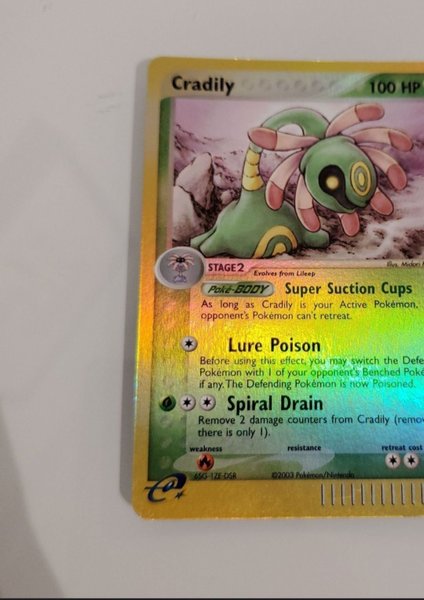 Cradily 100 HP
Illus. Midori
STAGE 2 Evolves from Lileep
Poké-BODY Super Suction Cups
As long as Cradily is your Active Pokémon,
opponent's Pokémon can't retreat.
Lure Poison
Before using this effect, you may switch the Defe
Pokémon with 1 of your opponent's Benched Poké
if any. The Defending Pokémon is now Poisoned.
Spiral Drain
Remove 2 damage counters from Cradily (remov
there is only 1).
weakness resistance retreat cost
©2003 Pokémon/Nintendo